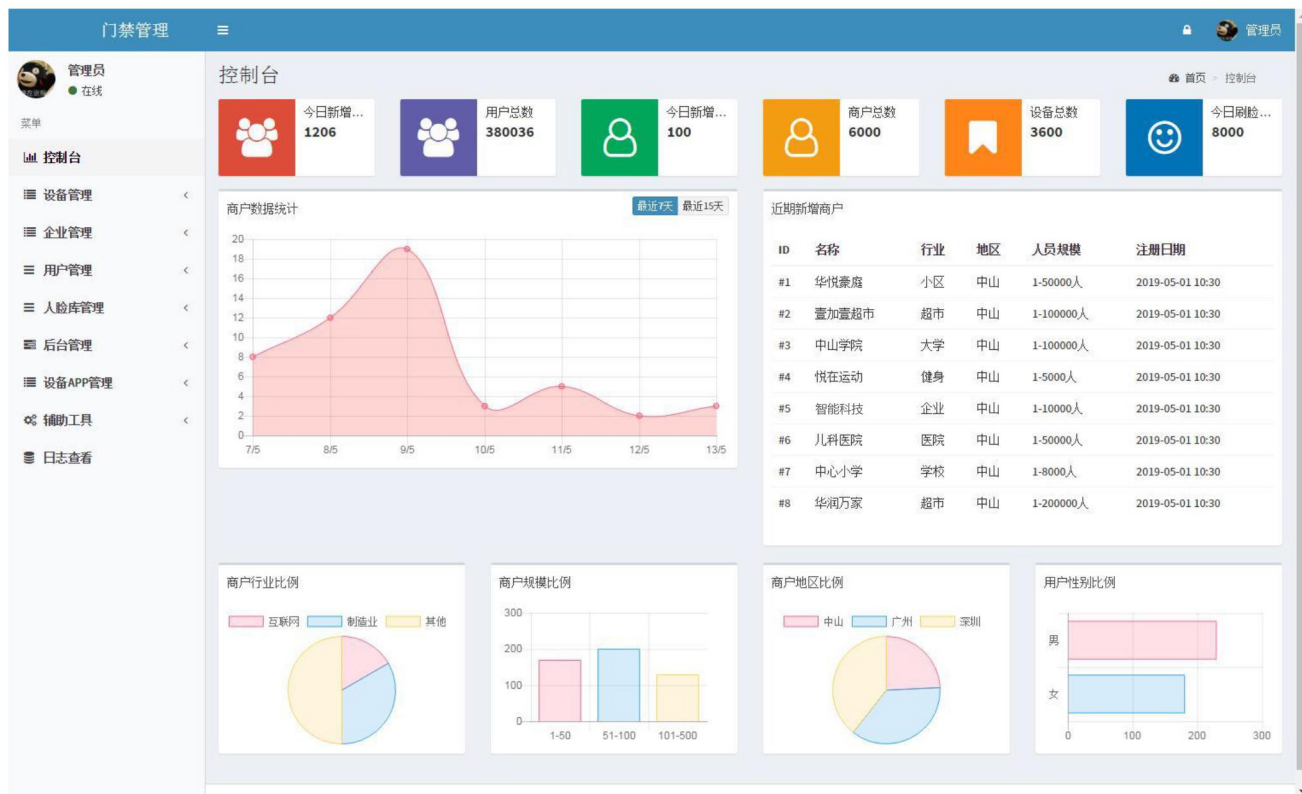 门禁管理
管理员
管理员
在线
菜单
控制台
设备管理
企业管理
用户管理
人脸库管理
后台管理
设备APP管理
辅助工具
日志查看
控制台
首页 > 控制台
今日新增...
1206
用户总数
380036
今日新增...
100
商户总数
6000
设备总数
3600
今日刷脸...
8000
商户数据统计
最近7天 最近15天
20
18
16
14
12
10
8
6
4
2
0
7/5 8/5 9/5 10/5 11/5 12/5 13/5
近期新增商户
ID 名称 行业 地区 人员规模 注册日期
#1 华悦豪庭 小区 中山 1-50000人 2019-05-01 10:30
#2 壹加壹超市 超市 中山 1-100000人 2019-05-01 10:30
#3 中山学院 大学 中山 1-100000人 2019-05-01 10:30
#4 悦在运动 健身 中山 1-5000人 2019-05-01 10:30
#5 智能科技 企业 中山 1-10000人 2019-05-01 10:30
#6 儿科医院 医院 中山 1-50000人 2019-05-01 10:30
#7 中心小学 学校 中山 1-8000人 2019-05-01 10:30
#8 华润万家 超市 中山 1-200000人 2019-05-01 10:30
商户行业比例
互联网 制造业 其他
商户规模比例
300
200
100
0
1-50 51-100 101-500
商户地区比例
中山 广州 深圳
用户性别比例
男
女
0 100 200 300